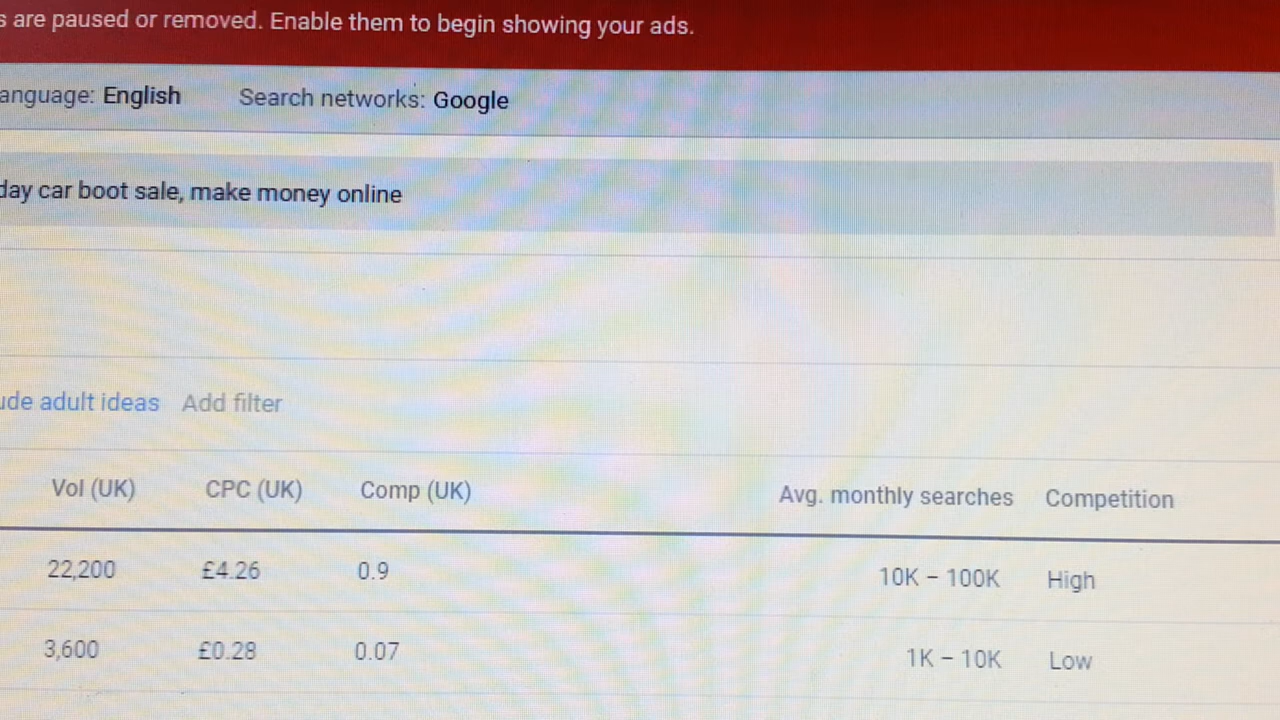 s are paused or removed. Enable them to begin showing your ads.
anguage: English Search networks: Google
day car boot sale, make money online
ude adult ideas Add filter
Vol (UK) CPC (UK) Comp (UK) Avg. monthly searches Competition
22,200 £4.26 0.9 10K – 100K High
3,600 £0.28 0.07 1K – 10K Low